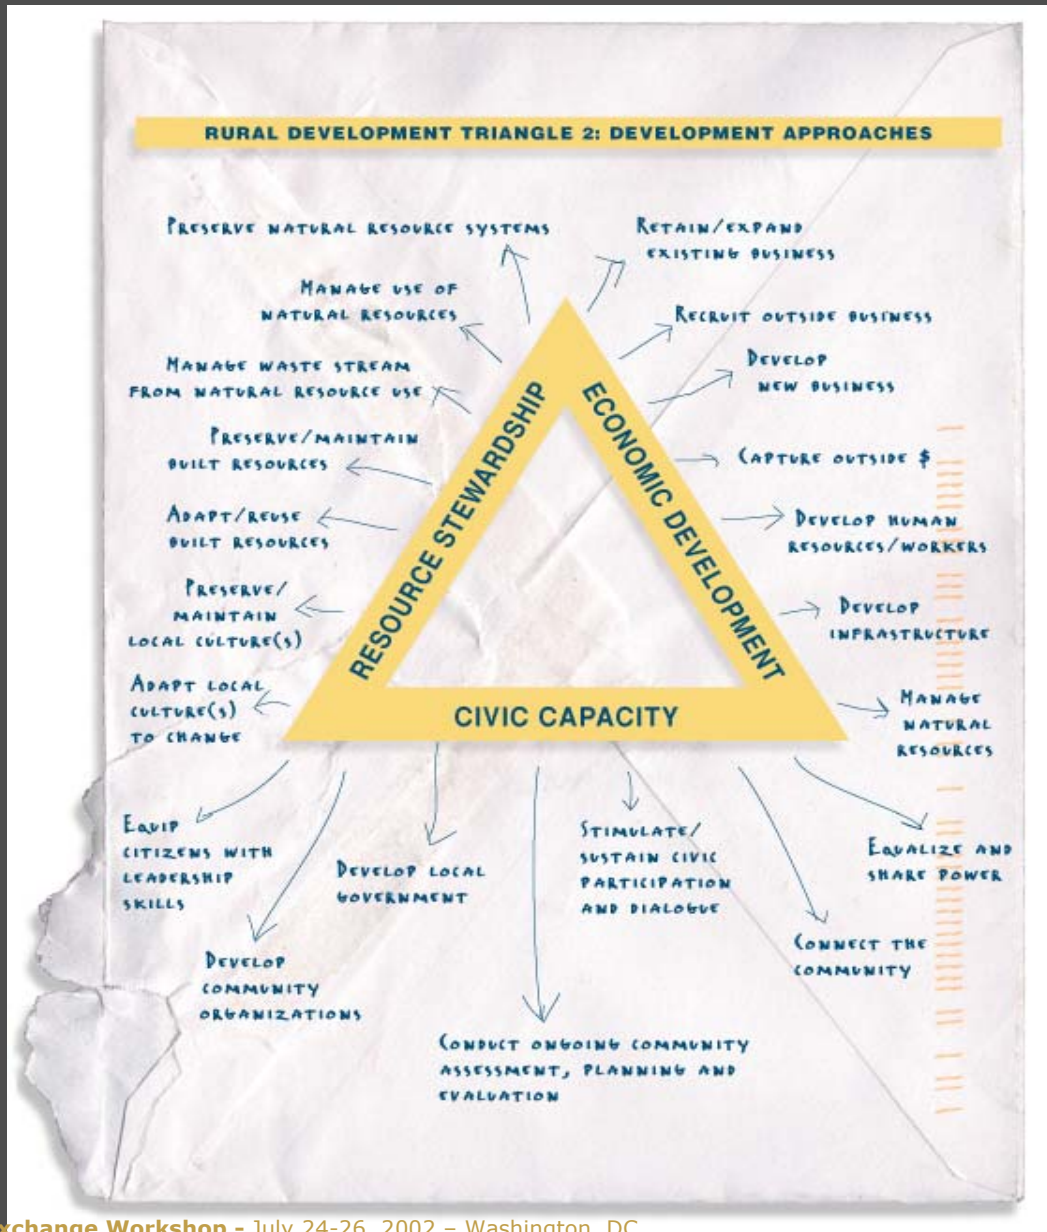 RURAL DEVELOPMENT TRIANGLE 2: DEVELOPMENT APPROACHES
PRESERVE NATURAL RESOURCE SYSTEMS
MANAGE USE OF
NATURAL RESOURCES
MANAGE WASTE STREAM
FROM NATURAL RESOURCE USE
PRESERVE/MAINTAIN
BUILT RESOURCES
ADAPT/REUSE
BUILT RESOURCES
PRESERVE/
MAINTAIN
LOCAL CULTURE(S)
ADAPT LOCAL
CULTURE(S)
TO CHANGE
RESOURCE STEWARDSHIP
ECONOMIC DEVELOPMENT
CIVIC CAPACITY
RETAIN/EXPAND
EXISTING BUSINESS
RECRUIT OUTSIDE BUSINESS
DEVELOP
NEW BUSINESS
CAPTURE OUTSIDE $
DEVELOP HUMAN
RESOURCES/WORKERS
DEVELOP
INFRASTRUCTURE
MANAGE
NATURAL
RESOURCES
EQUIP
CITIZENS WITH
LEADERSHIP
SKILLS
DEVELOP
COMMUNITY
ORGANIZATIONS
DEVELOP LOCAL
GOVERNMENT
CONDUCT ONGOING COMMUNITY
ASSESSMENT, PLANNING AND
EVALUATION
STIMULATE/
SUSTAIN CIVIC
PARTICIPATION
AND DIALOGUE
CONNECT THE
COMMUNITY
EQUALIZE AND
SHARE POWER
xchange Workshop - July 24-26, 2002 – Washington, DC